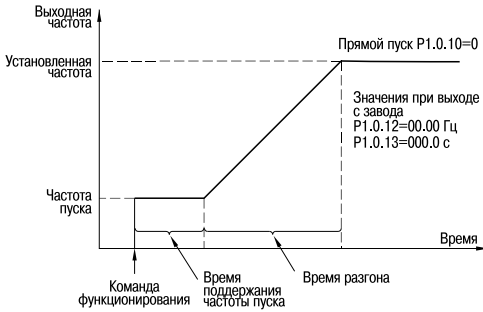 Выходная
частота
Прямой пуск P1.0.10=0
Установленная
частота
Значения при выходе
с завода
P1.0.12=00.00 Гц
P1.0.13=000.0 с
Частота
пуска
Время
Команда
функционирования
Время
поддержания
частоты пуска
Время разгона